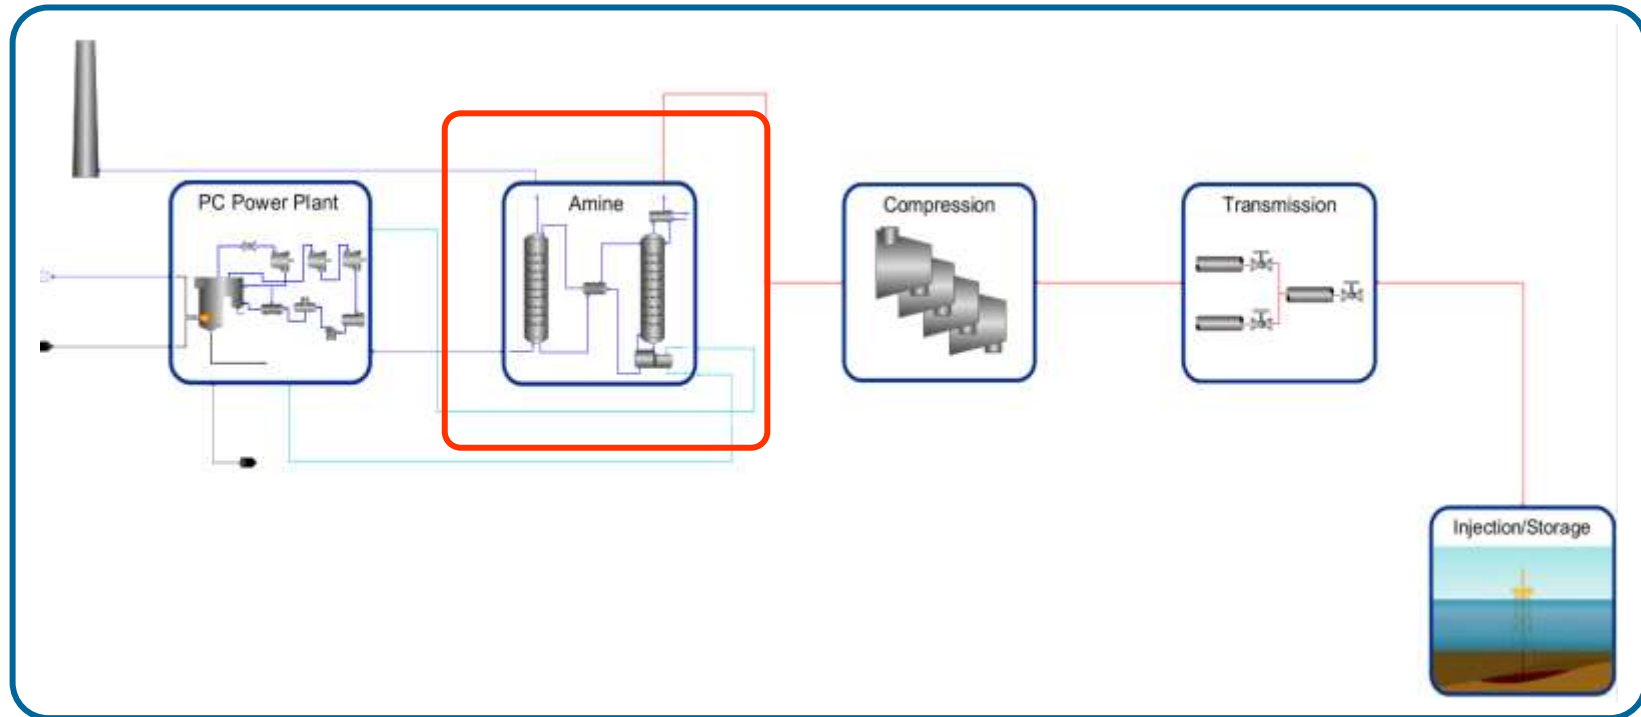 PC Power Plant
Amine
Compression
Transmission
Injection/Storage